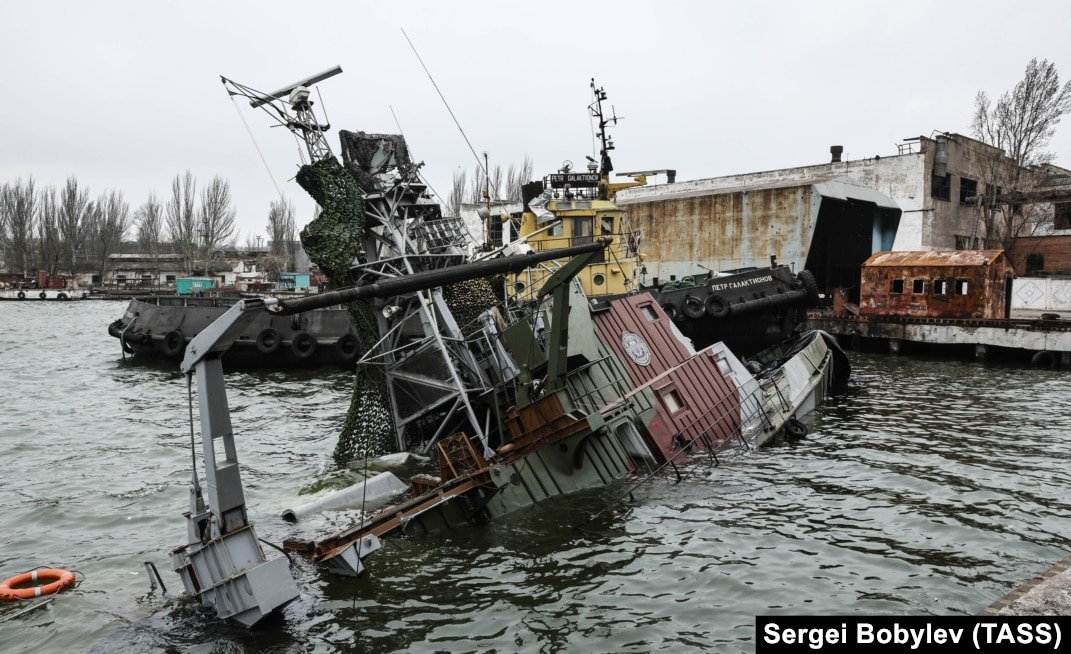 PETR GALAKTIONOV
ПЕТР ГАЛАКТИОНОВ
Sergei Bobylev (TASS)